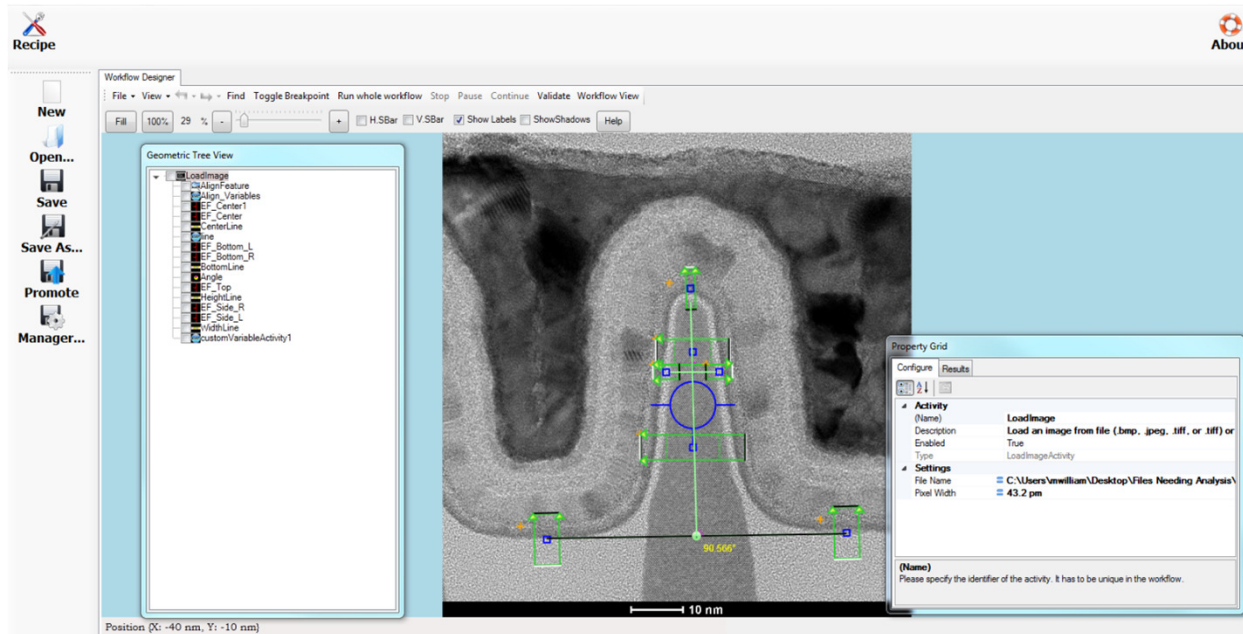 Recipe
Abou
New
Open...
Save
Save As...
Promote
Manager...
Workflow Designer
File View Find Toggle Breakpoint Run whole workflow Stop Pause Continue Validate Workflow View
Fill 100% 29 % - + H.SBar V.SBar Show Labels ShowShadows Help
Geometric Tree View
LoadImage
AlignFeature
Align_Variables
EF_Center1
EF_Center
CenterLine
line
EF_Bottom_L
EF_Bottom_R
BottomLine
Angle
EF_Top
HeightLine
EF_Side_R
EF_Side_L
WidthLine
customVariableActivity1
90.566°
10 nm
Property Grid
Configure Results
Activity
(Name) LoadImage
Description Load an image from file (.bmp, .jpeg, .tiff, or .tiff) or
Enabled True
Type LoadImageActivity
Settings
File Name = C:\Users\mwilliam\Desktop\Files Needing Analysis\
Pixel Width = 43.2 pm
(Name)
Please specify the identifier of the activity. It has to be unique in the workflow.
Position {X: -40 nm, Y: -10 nm}